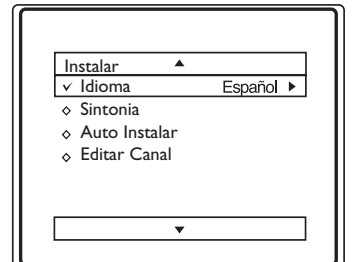 Instalar
Idioma Español
Sintonia
Auto Instalar
Editar Canal